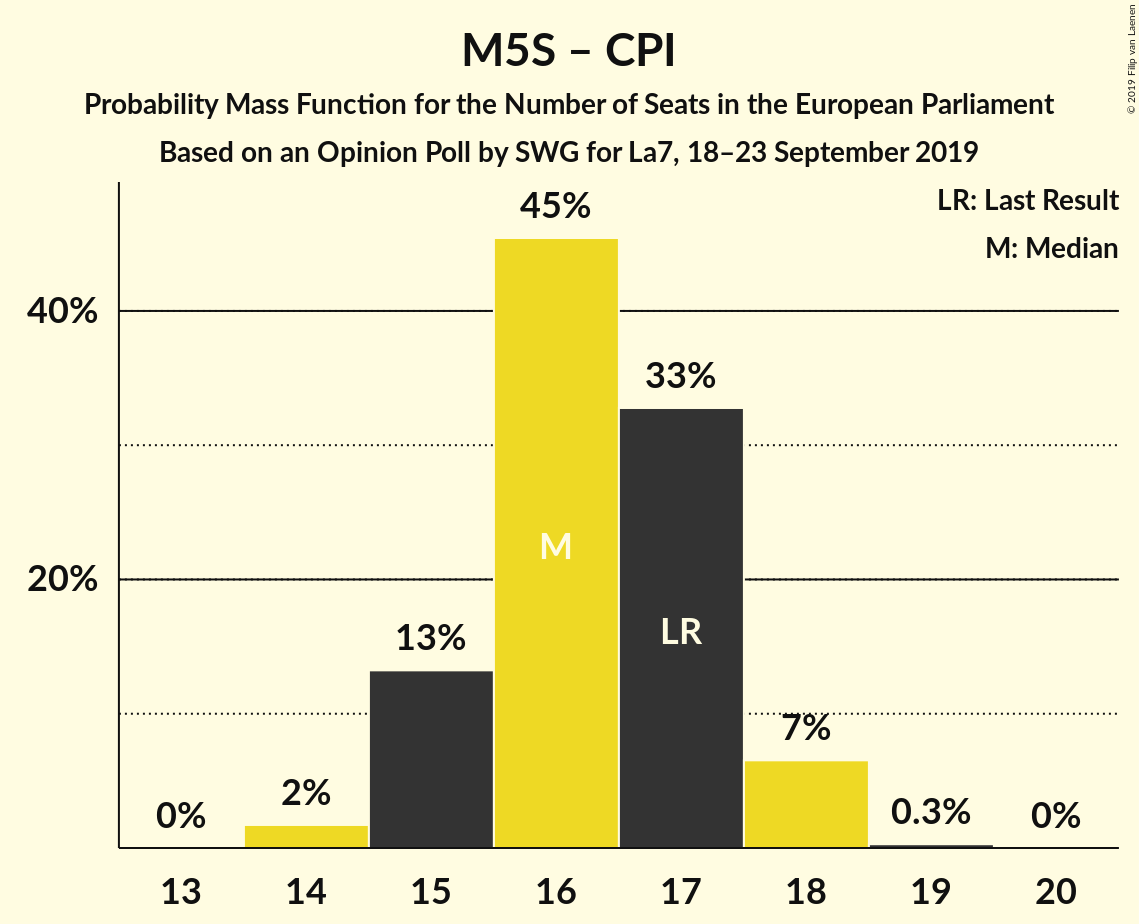 M5S – CPI
Probability Mass Function for the Number of Seats in the European Parliament
Based on an Opinion Poll by SWG for La7, 18–23 September 2019
© 2019 Filip van Laenen
LR: Last Result
M: Median
45%
40%
33%
M
20%
LR
13%
7%
2%
0%
0.3%
0%
13 14 15 16 17 18 19 20